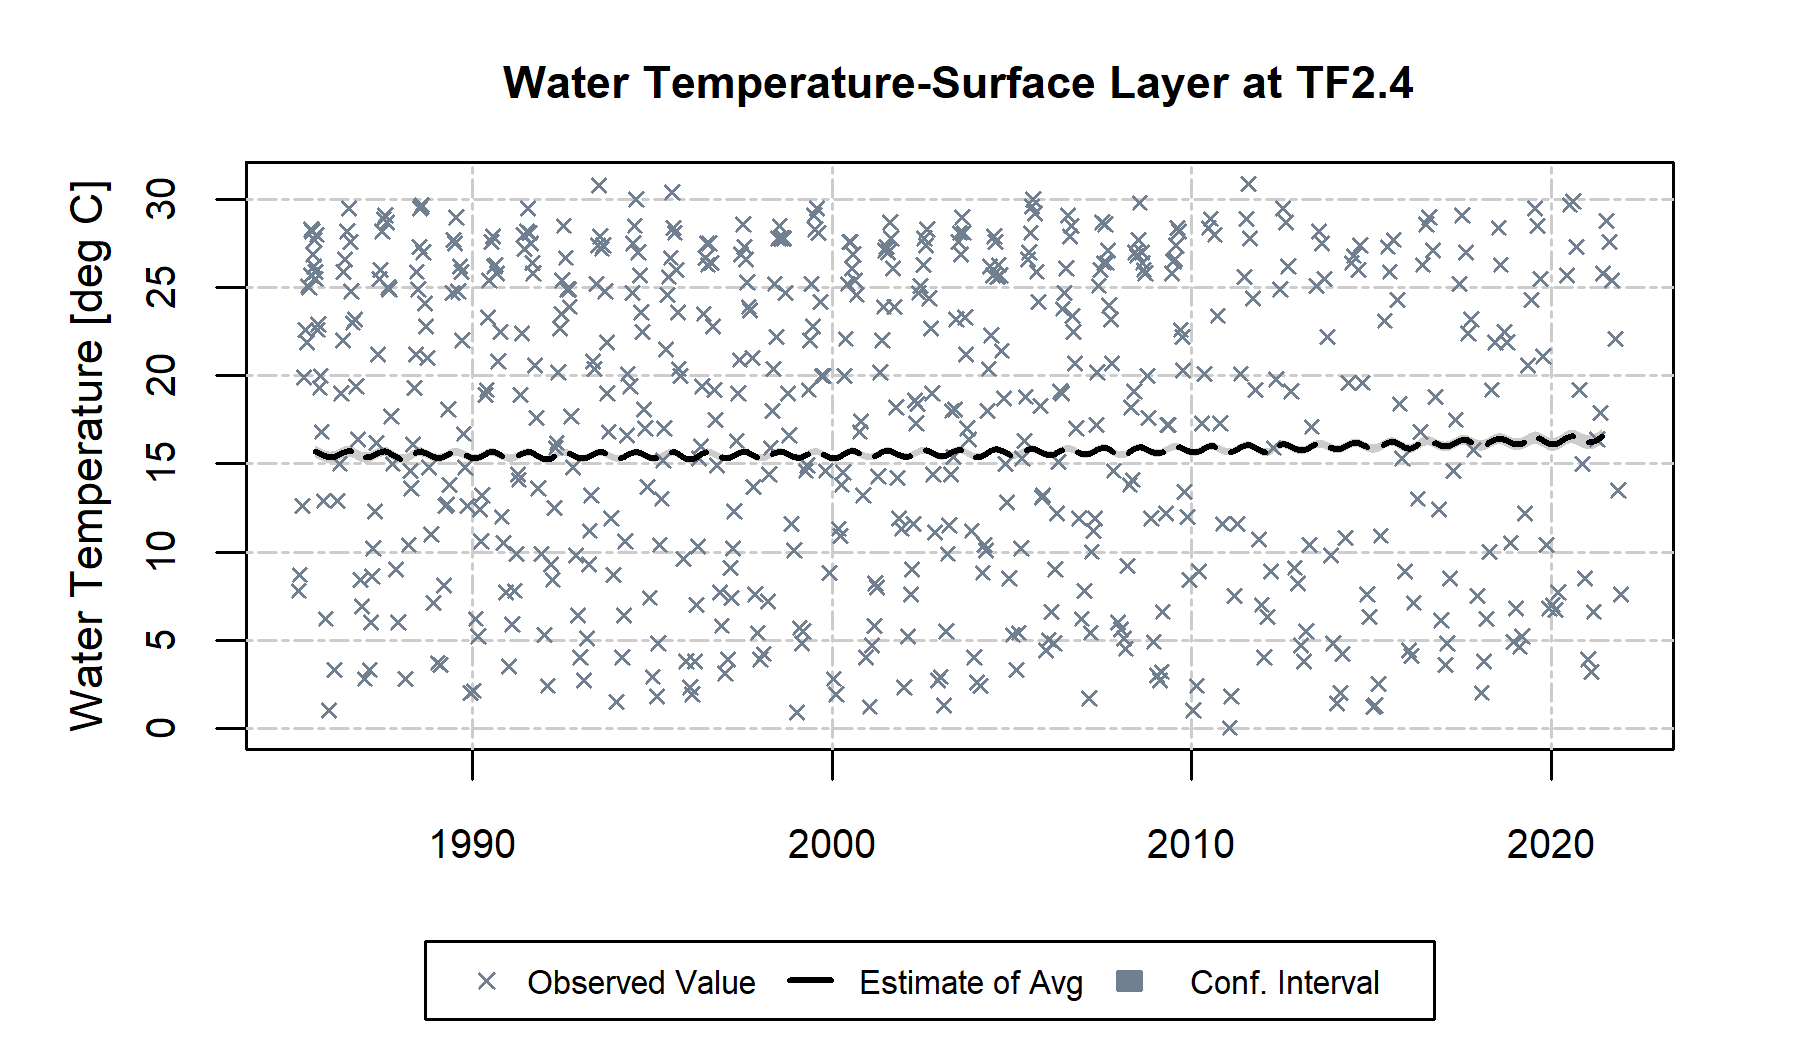 Water Temperature-Surface Layer at TF2.4
Water Temperature [deg C]
30
25
20
15
10
5
0
1990 2000 2010 2020
Observed Value Estimate of Avg Conf. Interval